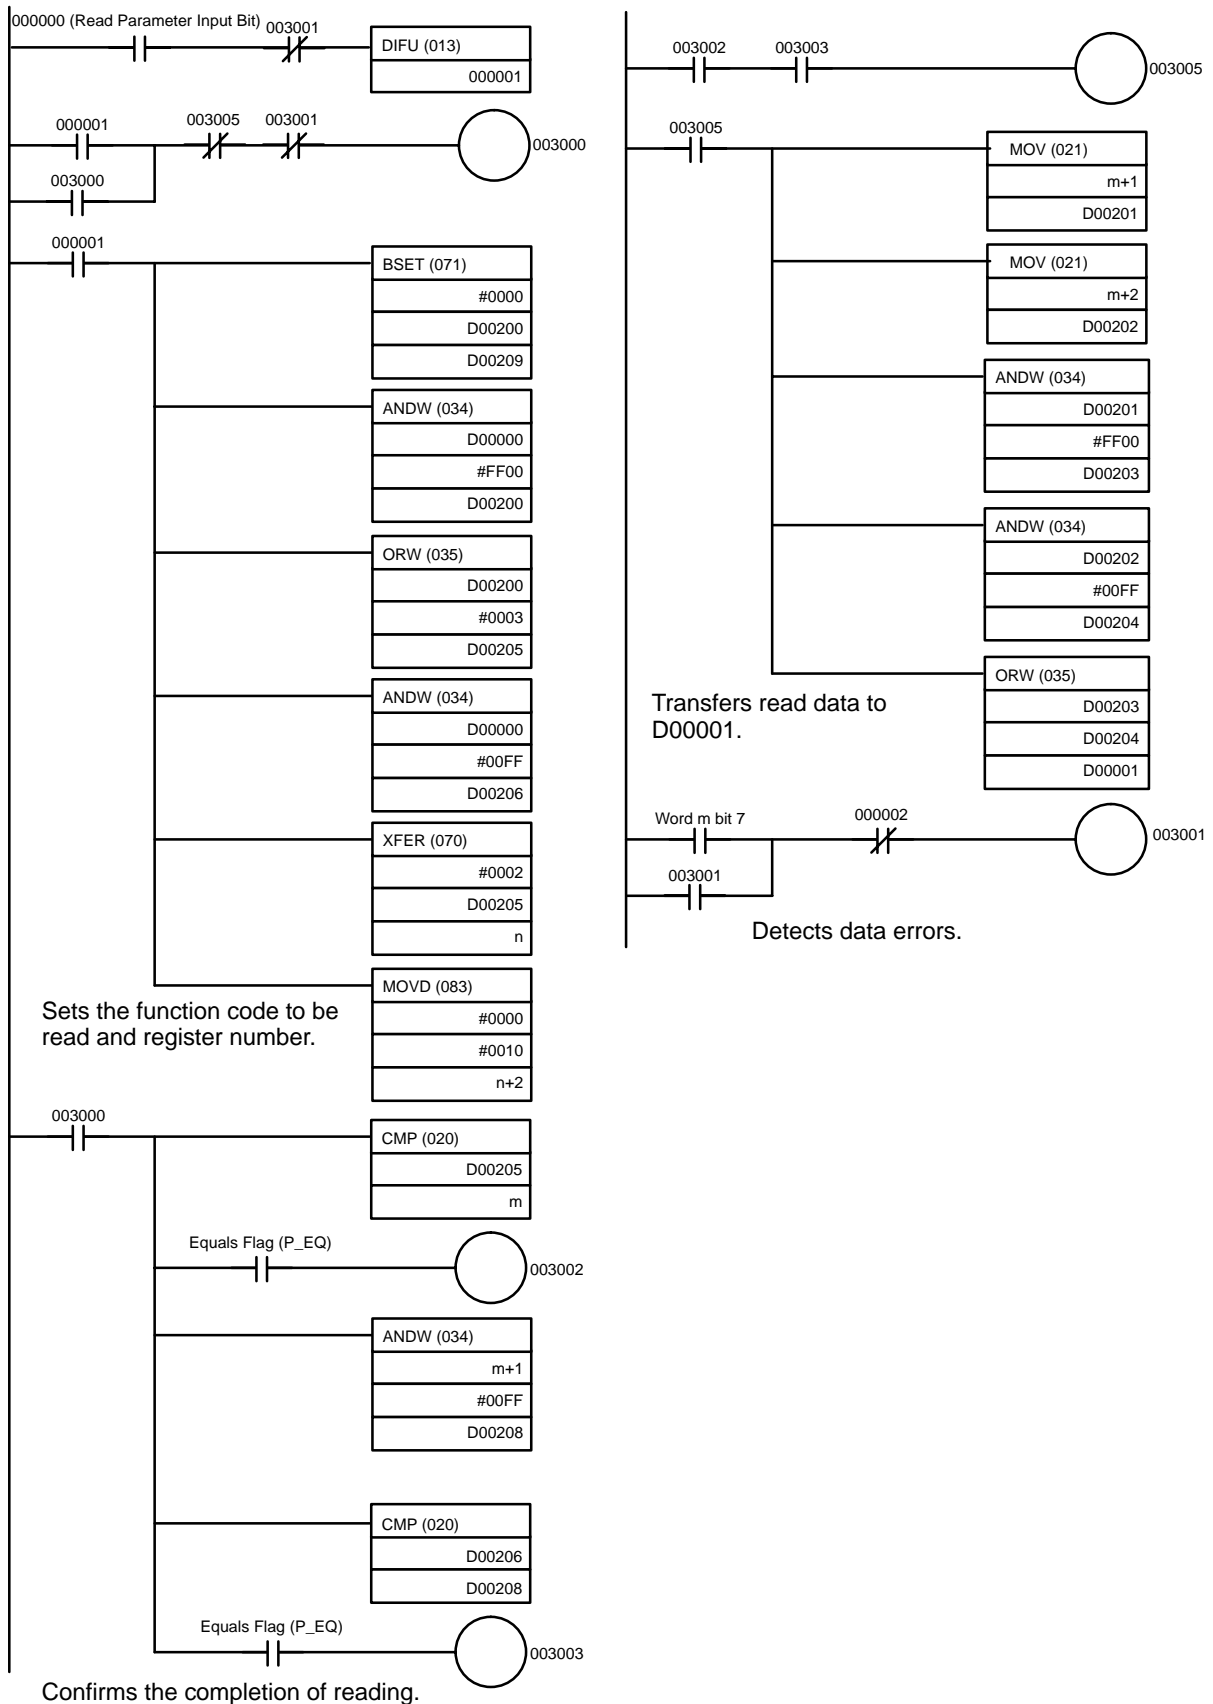 000000 (Read Parameter Input Bit)
003001
DIFU (013)
000001
000001
003005
003001
003000
003000
000001
BSET (071)
#0000
D00200
D00209
ANDW (034)
D00000
#FF00
D00200
ORW (035)
D00200
#0003
D00205
ANDW (034)
D00000
#00FF
D00206
XFER (070)
#0002
D00205
n
MOVD (083)
#0000
#0010
n+2
Sets the function code to be
read and register number.
003000
CMP (020)
D00205
m
Equals Flag (P_EQ)
003002
ANDW (034)
m+1
#00FF
D00208
CMP (020)
D00206
D00208
Equals Flag (P_EQ)
003003
Confirms the completion of reading.
003002
003003
003005
003005
MOV (021)
m+1
D00201
MOV (021)
m+2
D00202
ANDW (034)
D00201
#FF00
D00203
ANDW (034)
D00202
#00FF
D00204
ORW (035)
D00203
D00204
D00001
Transfers read data to
D00001.
Word m bit 7
000002
003001
003001
Detects data errors.